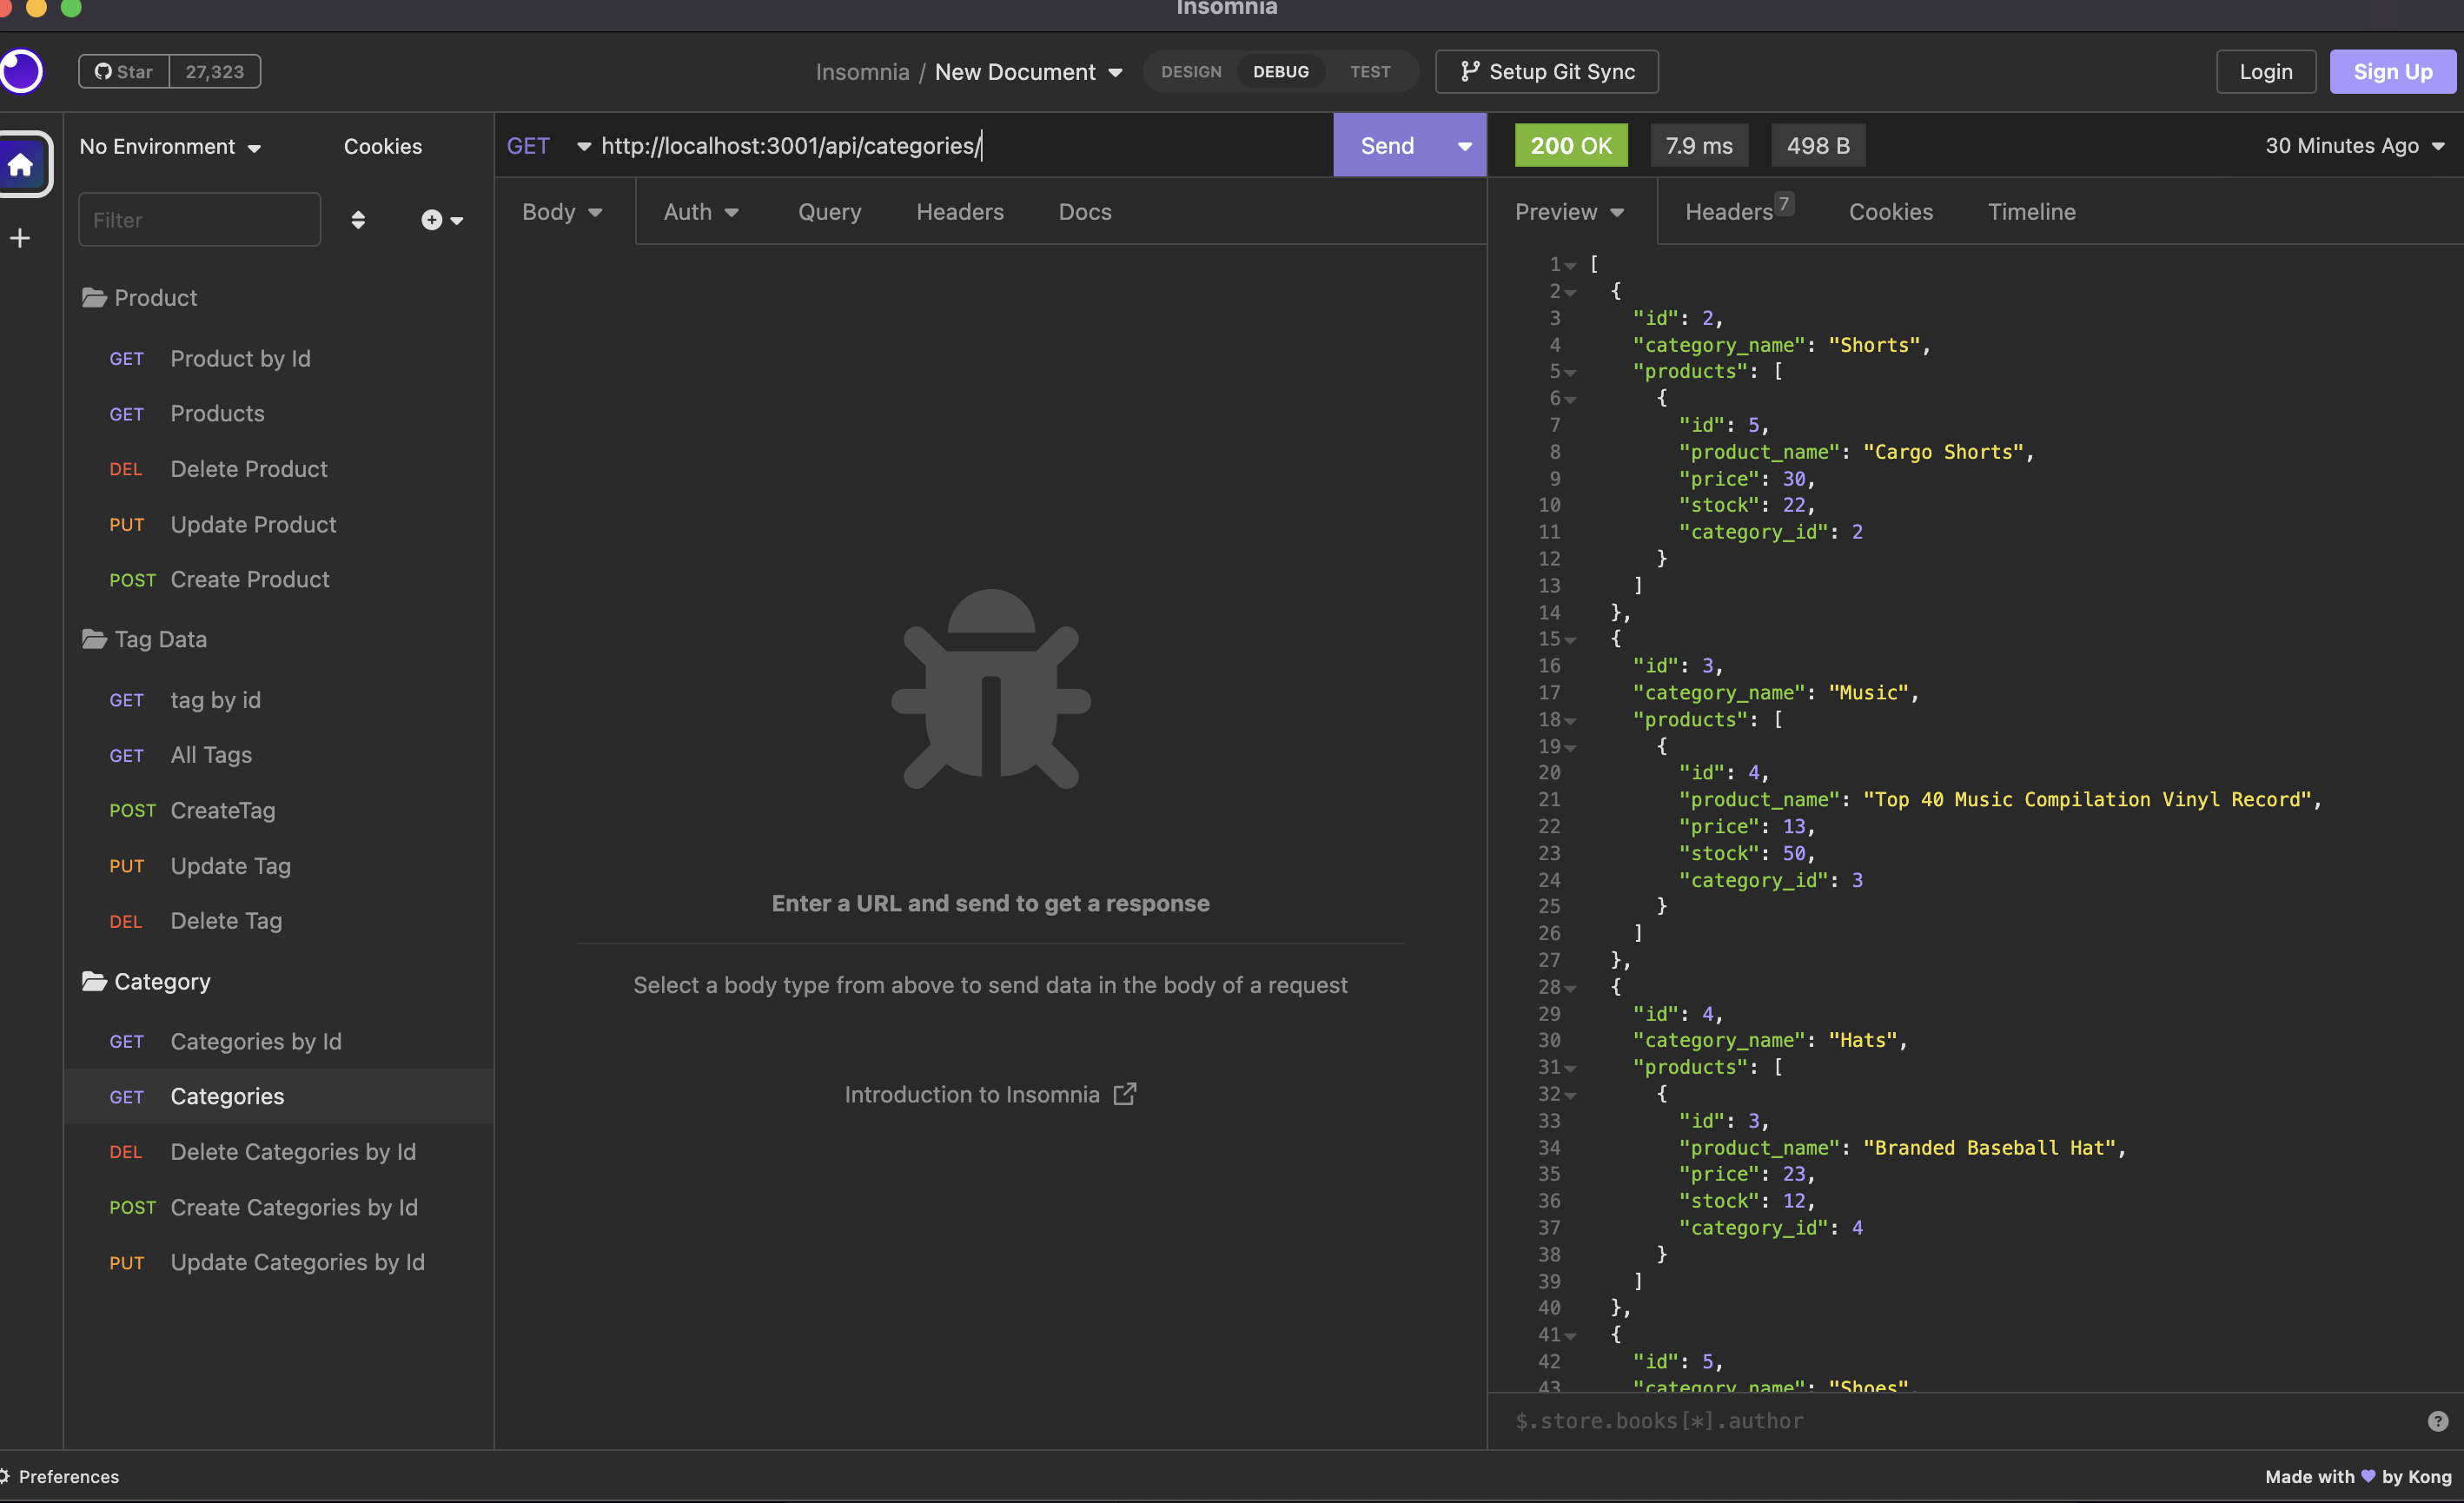 Insomnia
Star 27,323
Insomnia / New Document
DESIGN DEBUG TEST
Setup Git Sync
Login Sign Up
No Environment Cookies
Filter
Product
GET Product by Id
GET Products
DEL Delete Product
PUT Update Product
POST Create Product
Tag Data
GET tag by id
GET All Tags
POST CreateTag
PUT Update Tag
DEL Delete Tag
Category
GET Categories by Id
GET Categories
DEL Delete Categories by Id
POST Create Categories by Id
PUT Update Categories by Id
GET http://localhost:3001/api/categories/
Send
Body Auth Query Headers Docs
Enter a URL and send to get a response
Select a body type from above to send data in the body of a request
Introduction to Insomnia
200 OK 7.9 ms 498 B 30 Minutes Ago
Preview Headers 7 Cookies Timeline
1 [
2 {
3 "id": 2,
4 "category_name": "Shorts",
5 "products": [
6 {
7 "id": 5,
8 "product_name": "Cargo Shorts",
9 "price": 30,
10 "stock": 22,
11 "category_id": 2
12 }
13 ]
14 },
15 {
16 "id": 3,
17 "category_name": "Music",
18 "products": [
19 {
20 "id": 4,
21 "product_name": "Top 40 Music Compilation Vinyl Record",
22 "price": 13,
23 "stock": 50,
24 "category_id": 3
25 }
26 ]
27 },
28 {
29 "id": 4,
30 "category_name": "Hats",
31 "products": [
32 {
33 "id": 3,
34 "product_name": "Branded Baseball Hat",
35 "price": 23,
36 "stock": 12,
37 "category_id": 4
38 }
39 ]
40 },
41 {
42 "id": 5,
43 "category_name": "Shoes",
$.store.books[*].author
Preferences
Made with by Kong